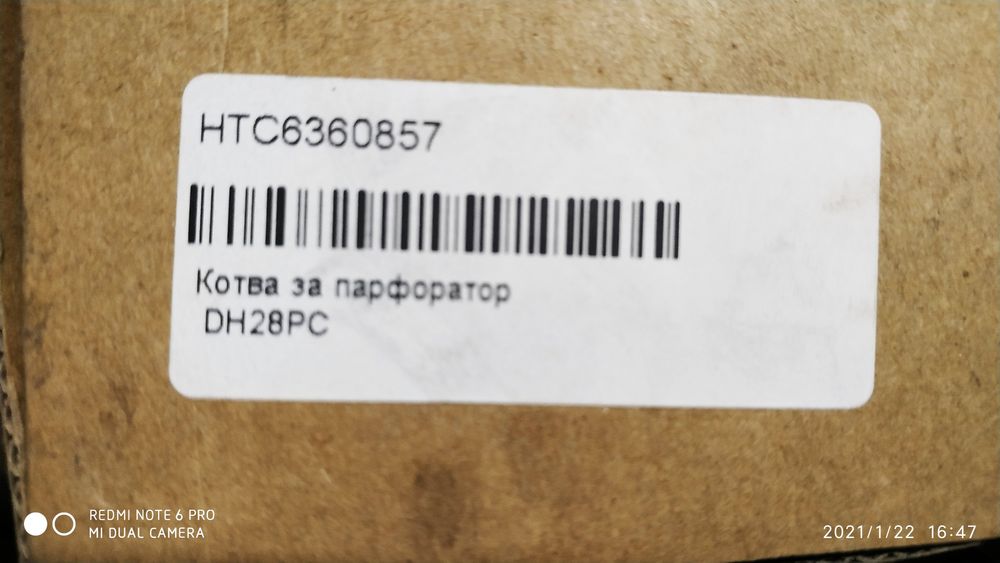 HTC6360857
Котва за парфоратор
DH28PC
REDMI NOTE 6 PRO
MI DUAL CAMERA
2021/1/22 16:47